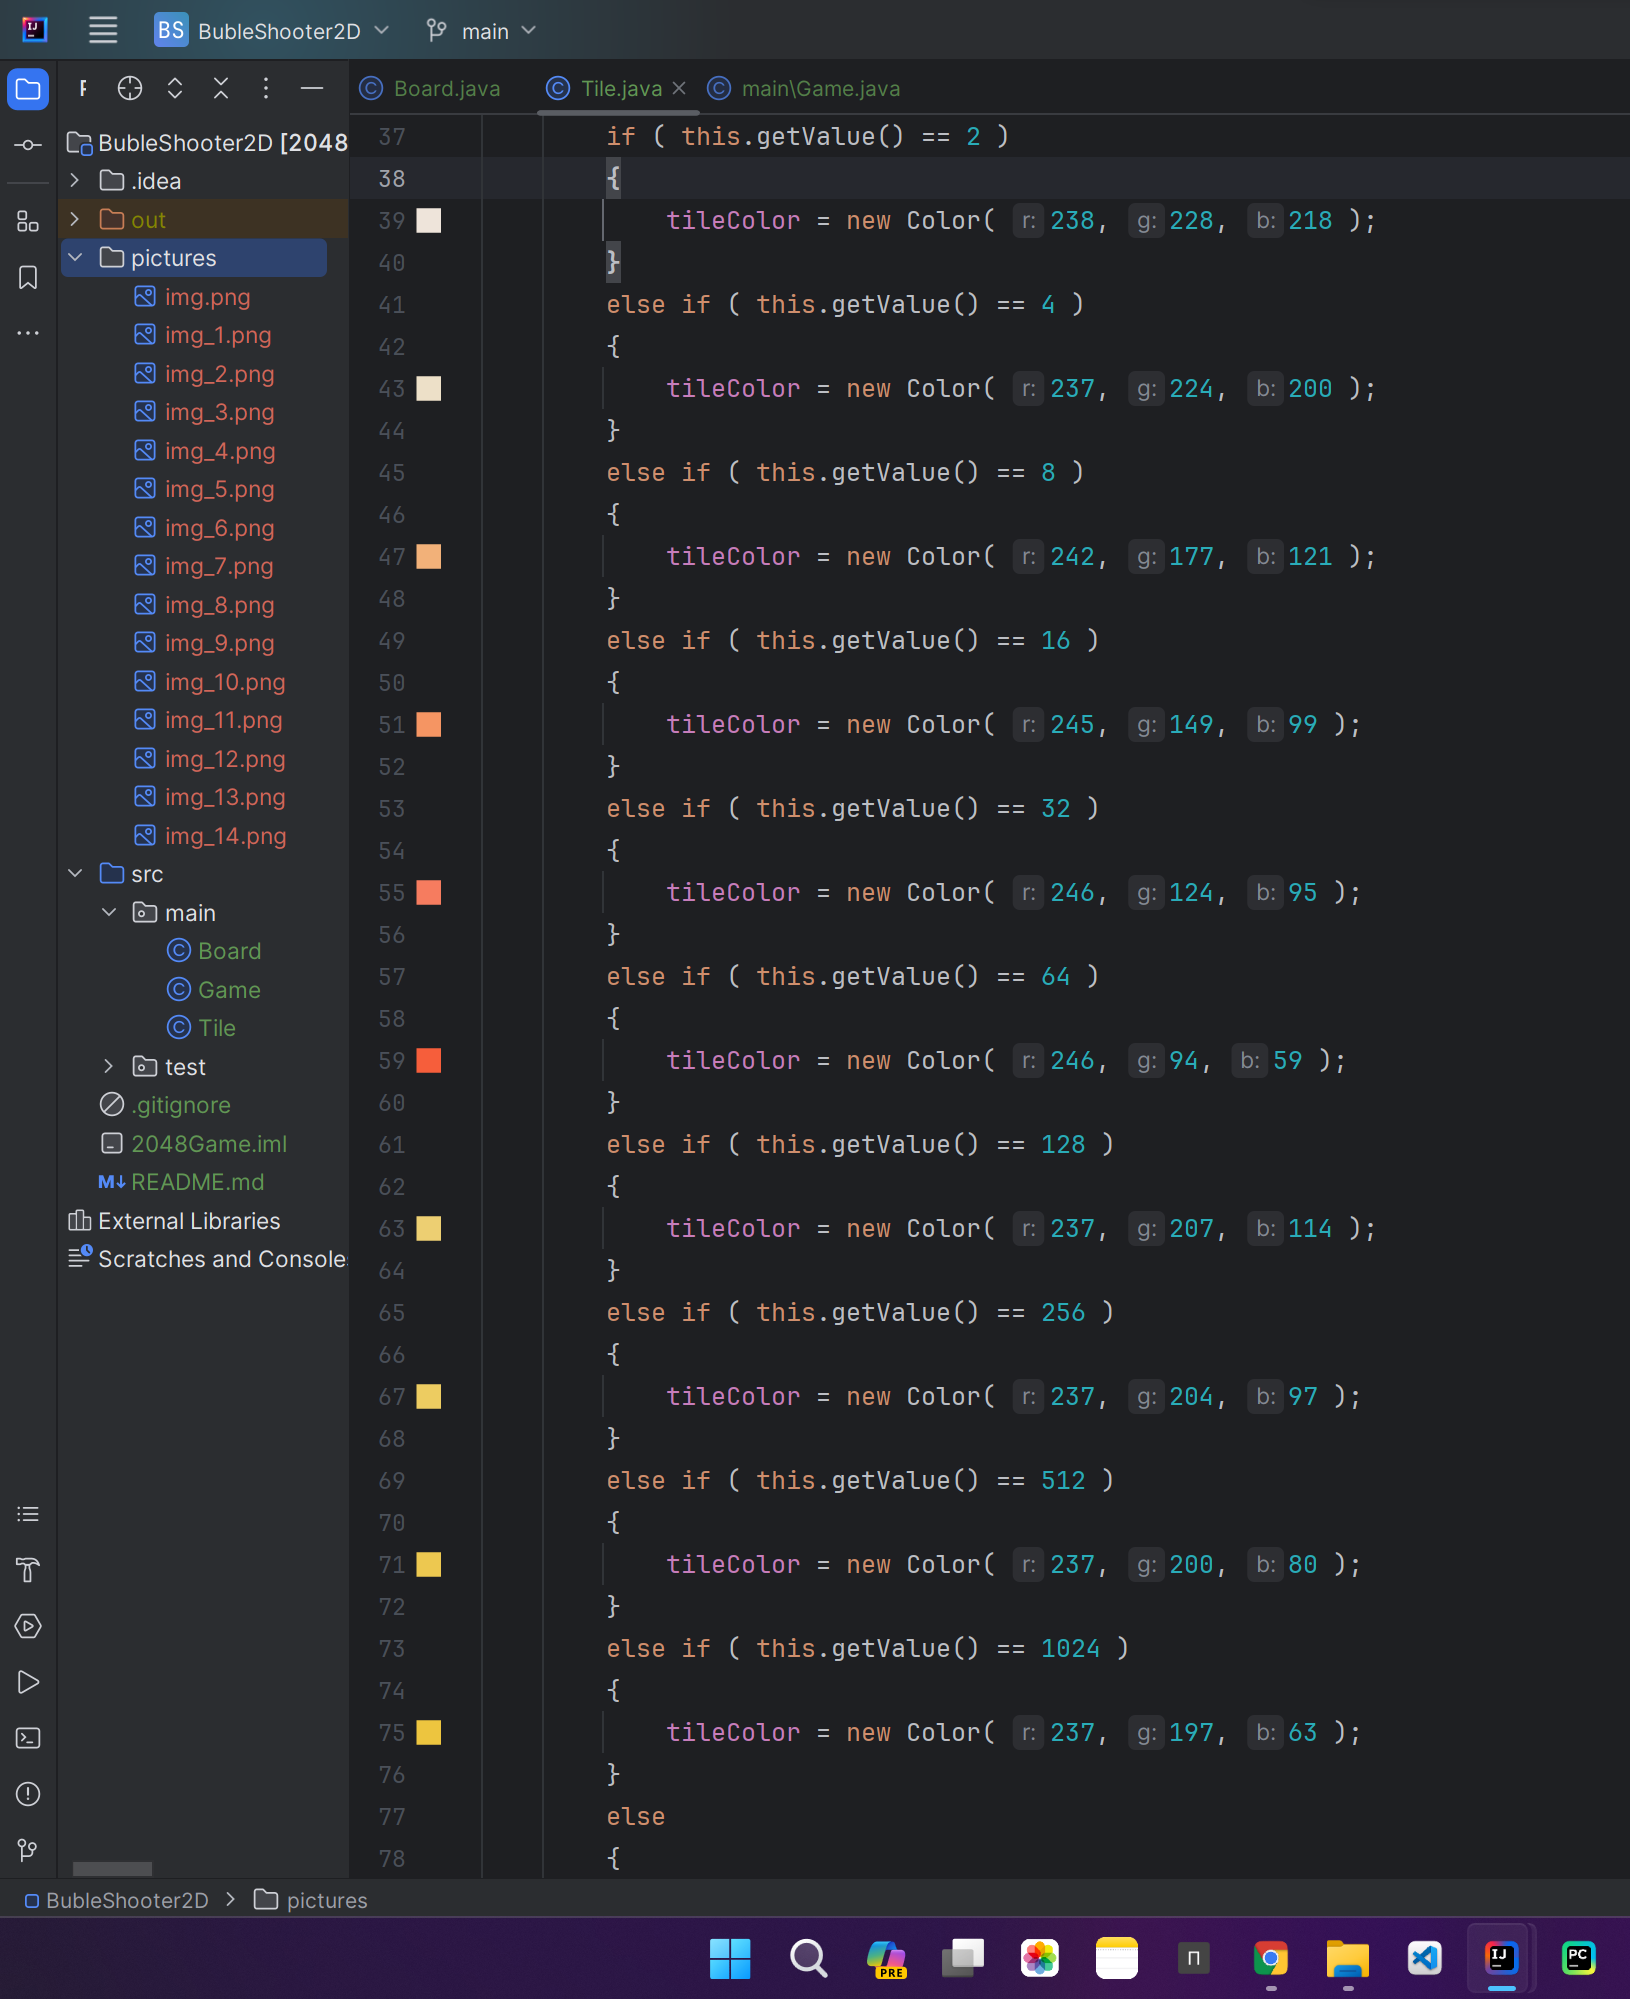 BS BubleShooter2D main
Board.java Tile.java main\Game.java
BubleShooter2D [2048
.idea
out
pictures
img.png
img_1.png
img_2.png
img_3.png
img_4.png
img_5.png
img_6.png
img_7.png
img_8.png
img_9.png
img_10.png
img_11.png
img_12.png
img_13.png
img_14.png
src
main
Board
Game
Tile
test
.gitignore
2048Game.iml
README.md
External Libraries
Scratches and Consoles
37 if ( this.getValue() == 2 )
38 {
39 tileColor = new Color( r: 238, g: 228, b: 218 );
40 }
41 else if ( this.getValue() == 4 )
42 {
43 tileColor = new Color( r: 237, g: 224, b: 200 );
44 }
45 else if ( this.getValue() == 8 )
46 {
47 tileColor = new Color( r: 242, g: 177, b: 121 );
48 }
49 else if ( this.getValue() == 16 )
50 {
51 tileColor = new Color( r: 245, g: 149, b: 99 );
52 }
53 else if ( this.getValue() == 32 )
54 {
55 tileColor = new Color( r: 246, g: 124, b: 95 );
56 }
57 else if ( this.getValue() == 64 )
58 {
59 tileColor = new Color( r: 246, g: 94, b: 59 );
60 }
61 else if ( this.getValue() == 128 )
62 {
63 tileColor = new Color( r: 237, g: 207, b: 114 );
64 }
65 else if ( this.getValue() == 256 )
66 {
67 tileColor = new Color( r: 237, g: 204, b: 97 );
68 }
69 else if ( this.getValue() == 512 )
70 {
71 tileColor = new Color( r: 237, g: 200, b: 80 );
72 }
73 else if ( this.getValue() == 1024 )
74 {
75 tileColor = new Color( r: 237, g: 197, b: 63 );
76 }
77 else
78 {
BubleShooter2D > pictures
PRE П IJ PC